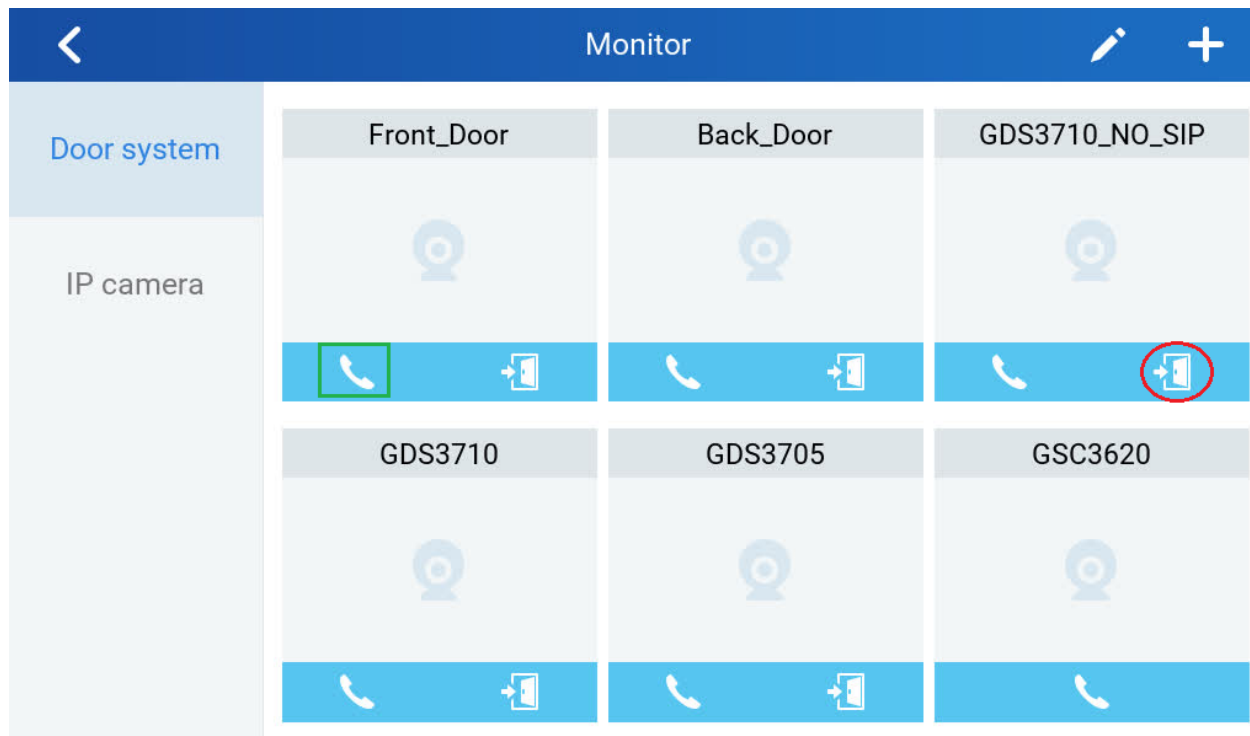 Monitor
Door system
IP camera
Front_Door
Back_Door
GDS3710_NO_SIP
GDS3710
GDS3705
GSC3620